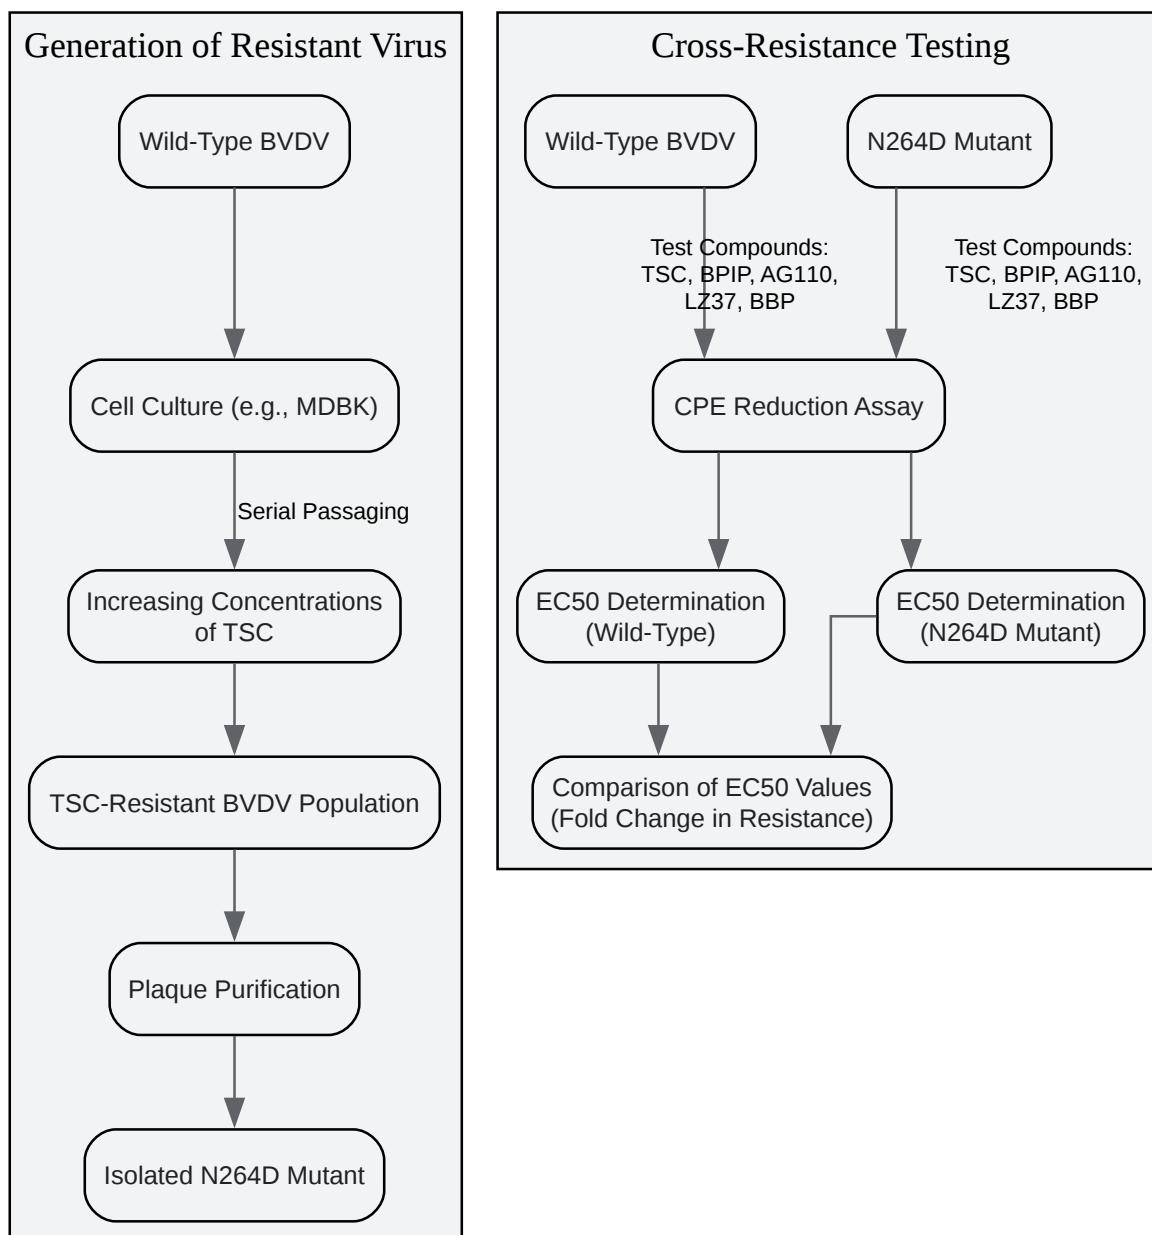 Generation of Resistant Virus
Wild-Type BVDV
Cell Culture (e.g., MDBK)
Serial Passaging
Increasing Concentrations
of TSC
TSC-Resistant BVDV Population
Plaque Purification
Isolated N264D Mutant
Cross-Resistance Testing
Wild-Type BVDV
N264D Mutant
Test Compounds:
TSC, BPIP, AG110,
LZ37, BBP
Test Compounds:
TSC, BPIP, AG110,
LZ37, BBP
CPE Reduction Assay
EC50 Determination
(Wild-Type)
EC50 Determination
(N264D Mutant)
Comparison of EC50 Values
(Fold Change in Resistance)